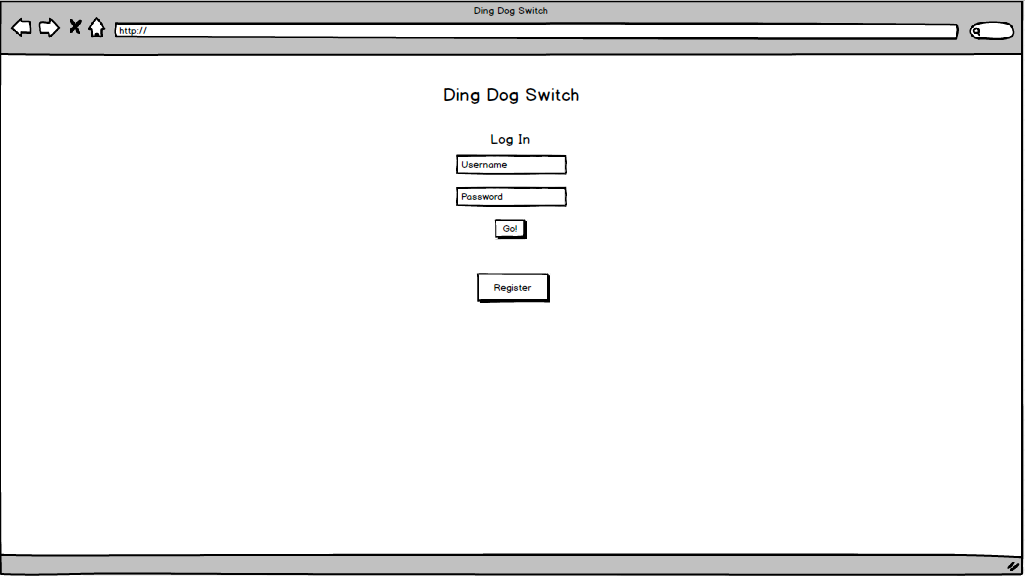 Ding Dog Switch
http://
Ding Dog Switch
Log In
Username
Password
Go!
Register